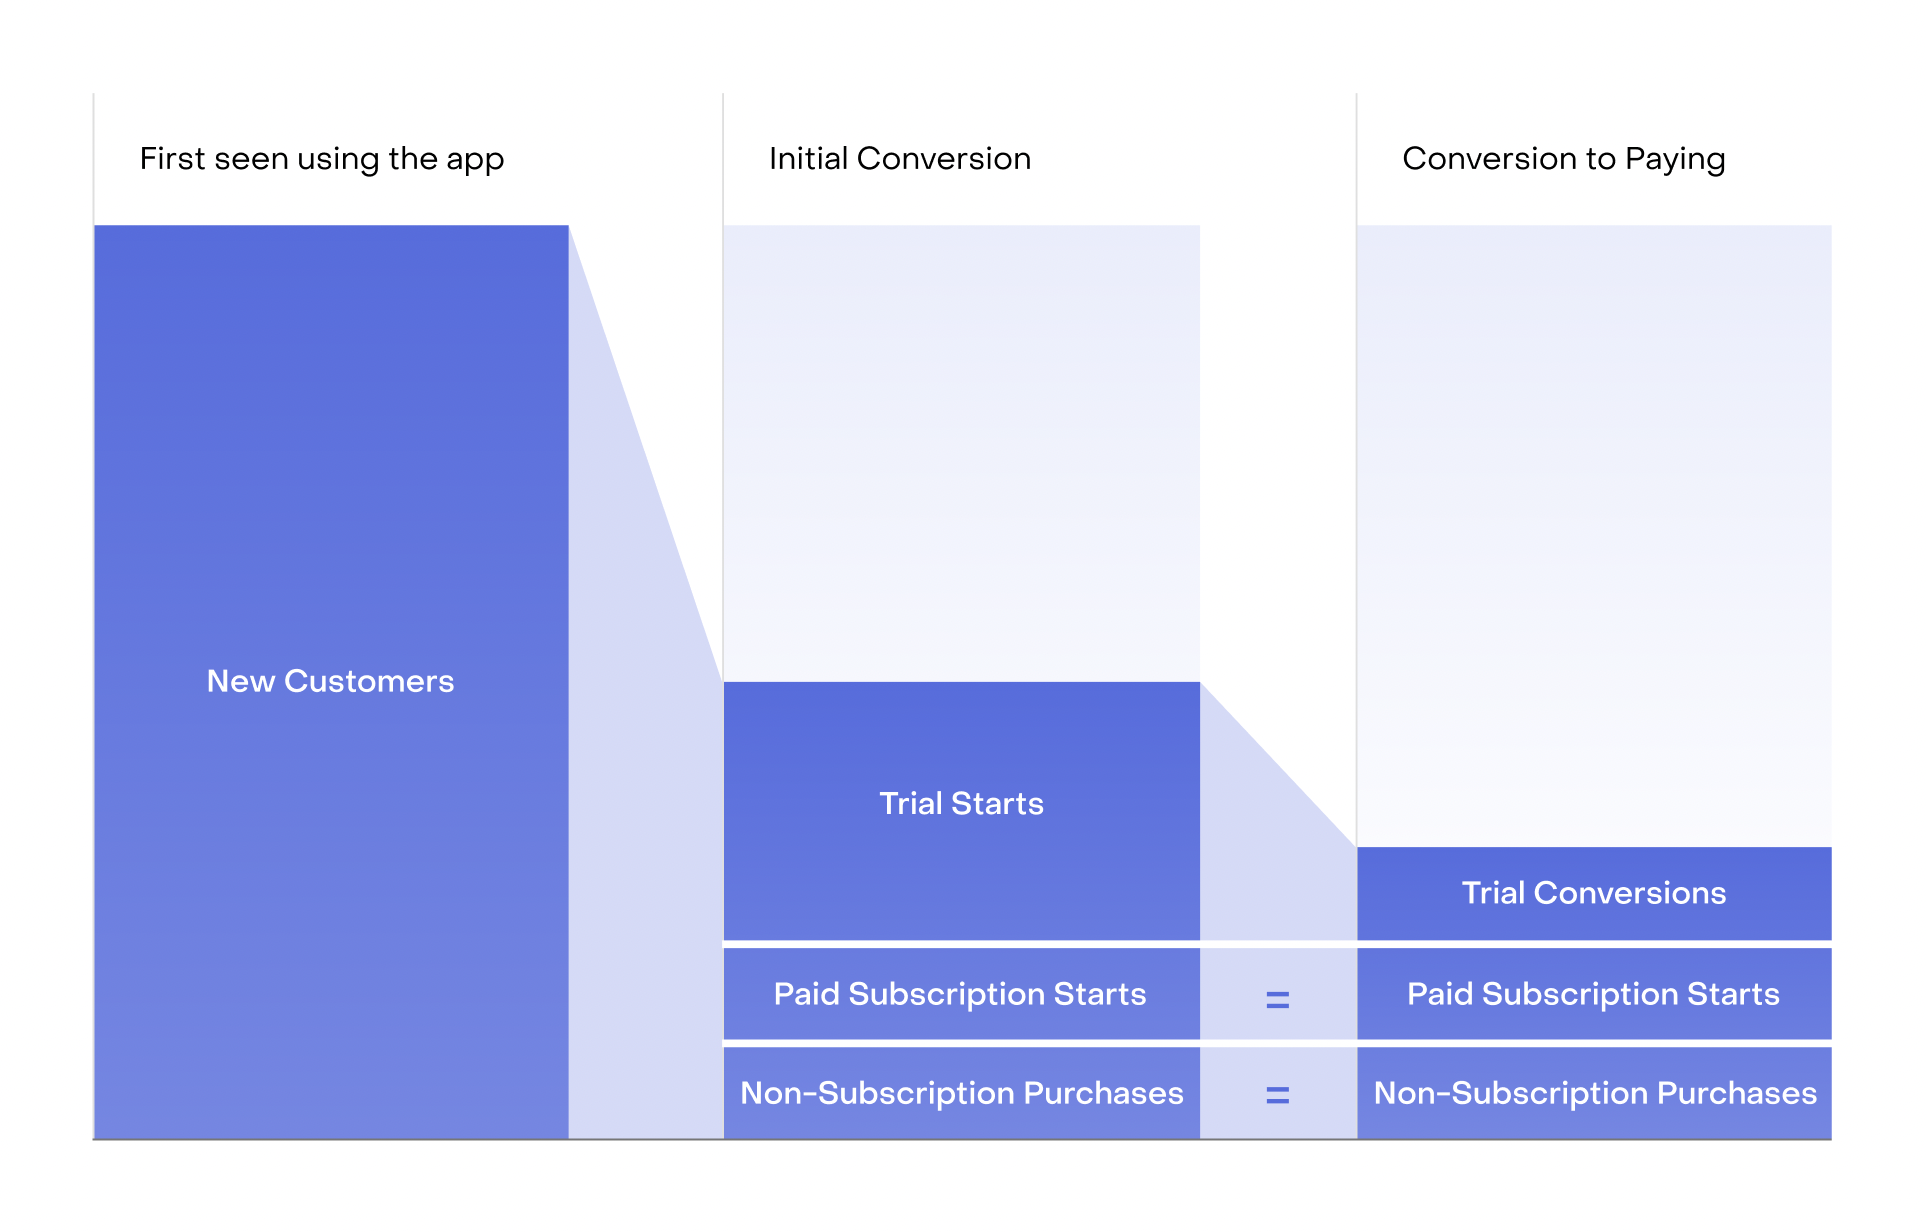 First seen using the app
Initial Conversion
Conversion to Paying
New Customers
Trial Starts
Trial Conversions
Paid Subscription Starts
=
Paid Subscription Starts
Non-Subscription Purchases
=
Non-Subscription Purchases